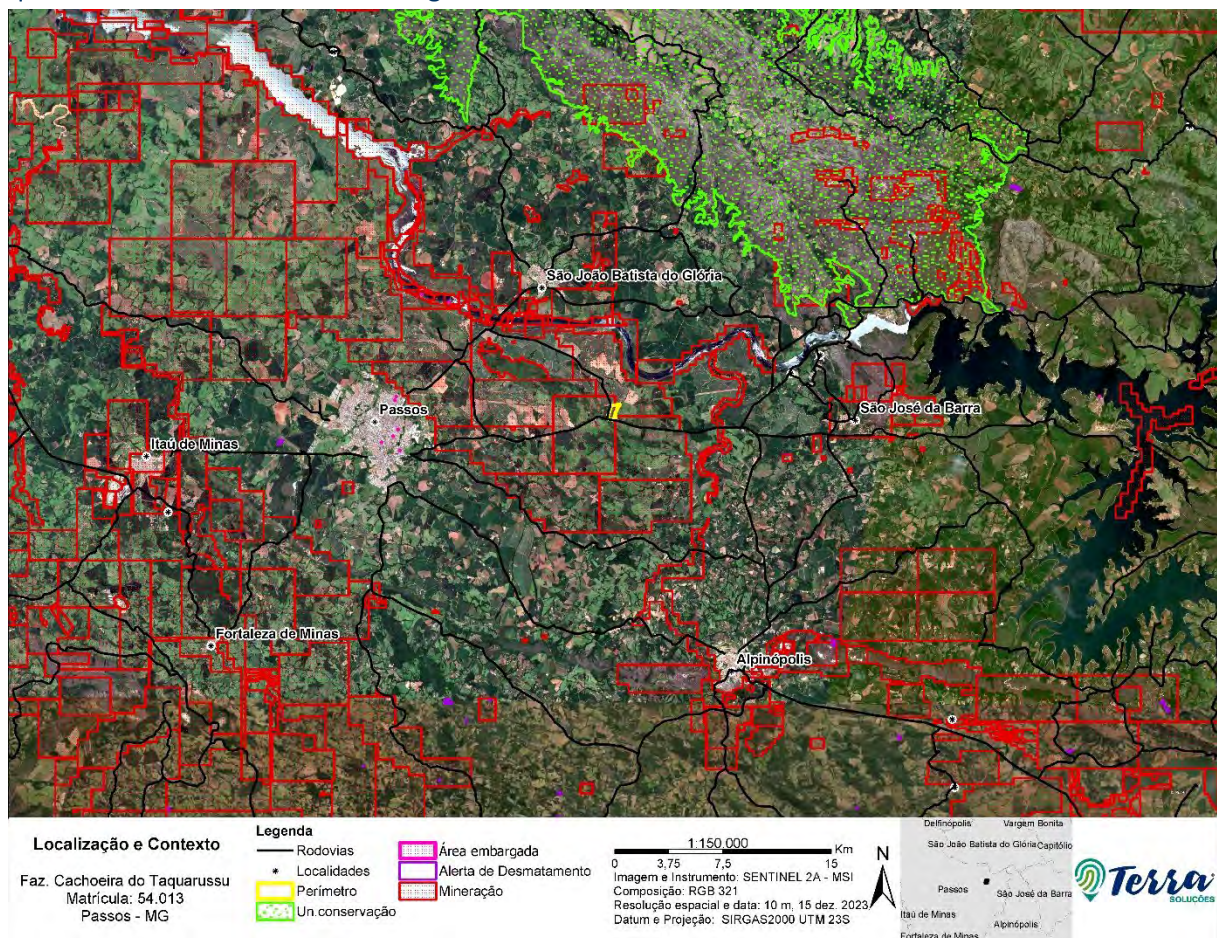 São João Batista do Glória
Passos
São José da Barra
Itaú de Minas
Fortaleza de Minas
Alpinópolis
Localização e Contexto
Faz. Cachoeira do Taquarussu
Matrícula: 54.013
Passos - MG
Legenda
Rodovias
Localidades
Perímetro
Un.conservação
Área embargada
Alerta de Desmatamento
Mineração
1:150.000
Km
0 3,75 7,5 15
Imagem e Instrumento: SENTINEL 2A - MSI
Composição: RGB 321
Resolução espacial e data: 10 m, 15 dez. 2023
Datum e Projeção: SIRGAS2000 UTM 23S
N
Delfinópolis Vargem Bonita
São João Batista do Glória Capitólio
Passos
São José da Barra
Itaú de Minas
Alpinópolis
Fortaleza de Minas
Terra
SOLUÇÕES